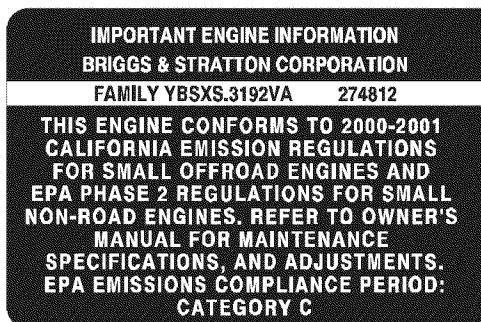 IMPORTANT ENGINE INFORMATION
BRIGGS & STRATTON CORPORATION
FAMILY YBSXS.3192VA 274812
THIS ENGINE CONFORMS TO 2000-2001
CALIFORNIA EMISSION REGULATIONS
FOR SMALL OFFROAD ENGINES AND
EPA PHASE 2 REGULATIONS FOR SMALL
NON-ROAD ENGINES. REFER TO OWNER'S
MANUAL FOR MAINTENANCE
SPECIFICATIONS, AND ADJUSTMENTS.
EPA EMISSIONS COMPLIANCE PERIOD:
CATEGORY C